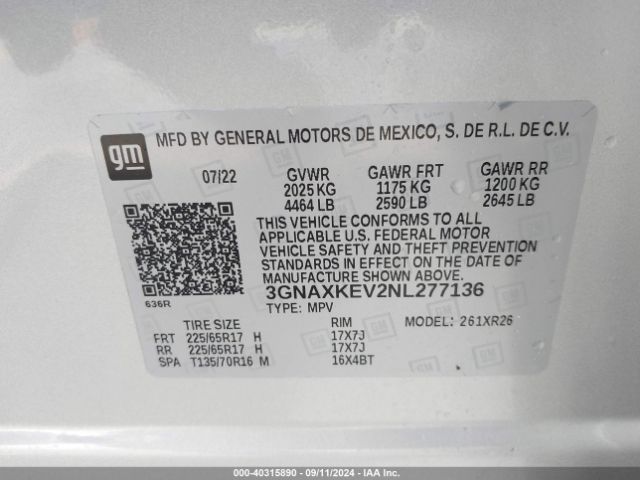 gm
MFD BY GENERAL MOTORS DE MEXICO, S. DE R.L. DE C.V.
07/22 GVWR GAWR FRT GAWR RR
2025 KG 1175 KG 1200 KG
4464 LB 2590 LB 2645 LB
THIS VEHICLE CONFORMS TO ALL
APPLICABLE U.S. FEDERAL MOTOR
VEHICLE SAFETY AND THEFT PREVENTION
STANDARDS IN EFFECT ON THE DATE OF
MANUFACTURE SHOWN ABOVE.
636R 3GNAXKEV2NL277136
TYPE: MPV
TIRE SIZE RIM MODEL: 261XR26
FRT 225/65R17 H 17X7J
RR 225/65R17 H 17X7J
SPA T135/70R16 M 16X4BT
000-40315890 - 09/11/2024 - IAA Inc.